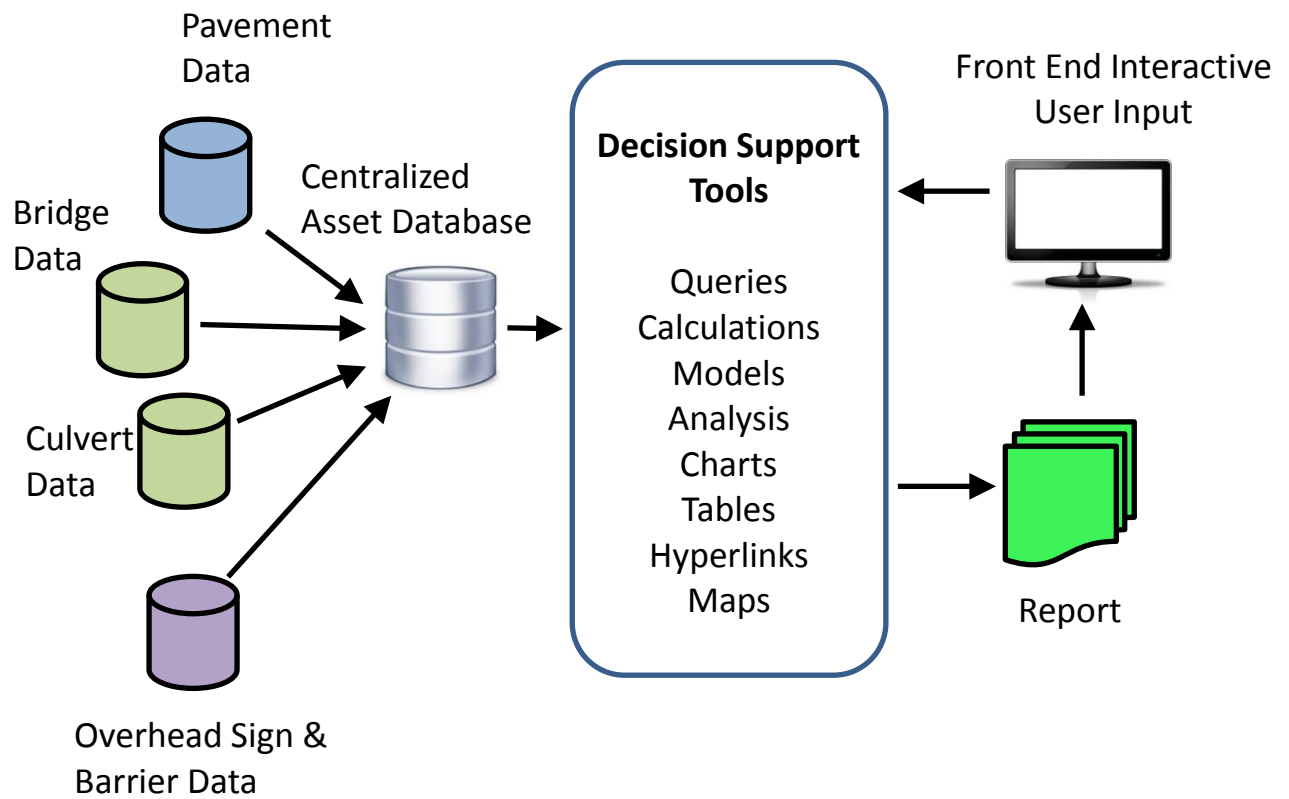 Pavement
Data
Bridge
Data
Centralized
Asset Database
Culvert
Data
Overhead Sign &
Barrier Data
Decision Support
Tools
Queries
Calculations
Models
Analysis
Charts
Tables
Hyperlinks
Maps
Front End Interactive
User Input
Report